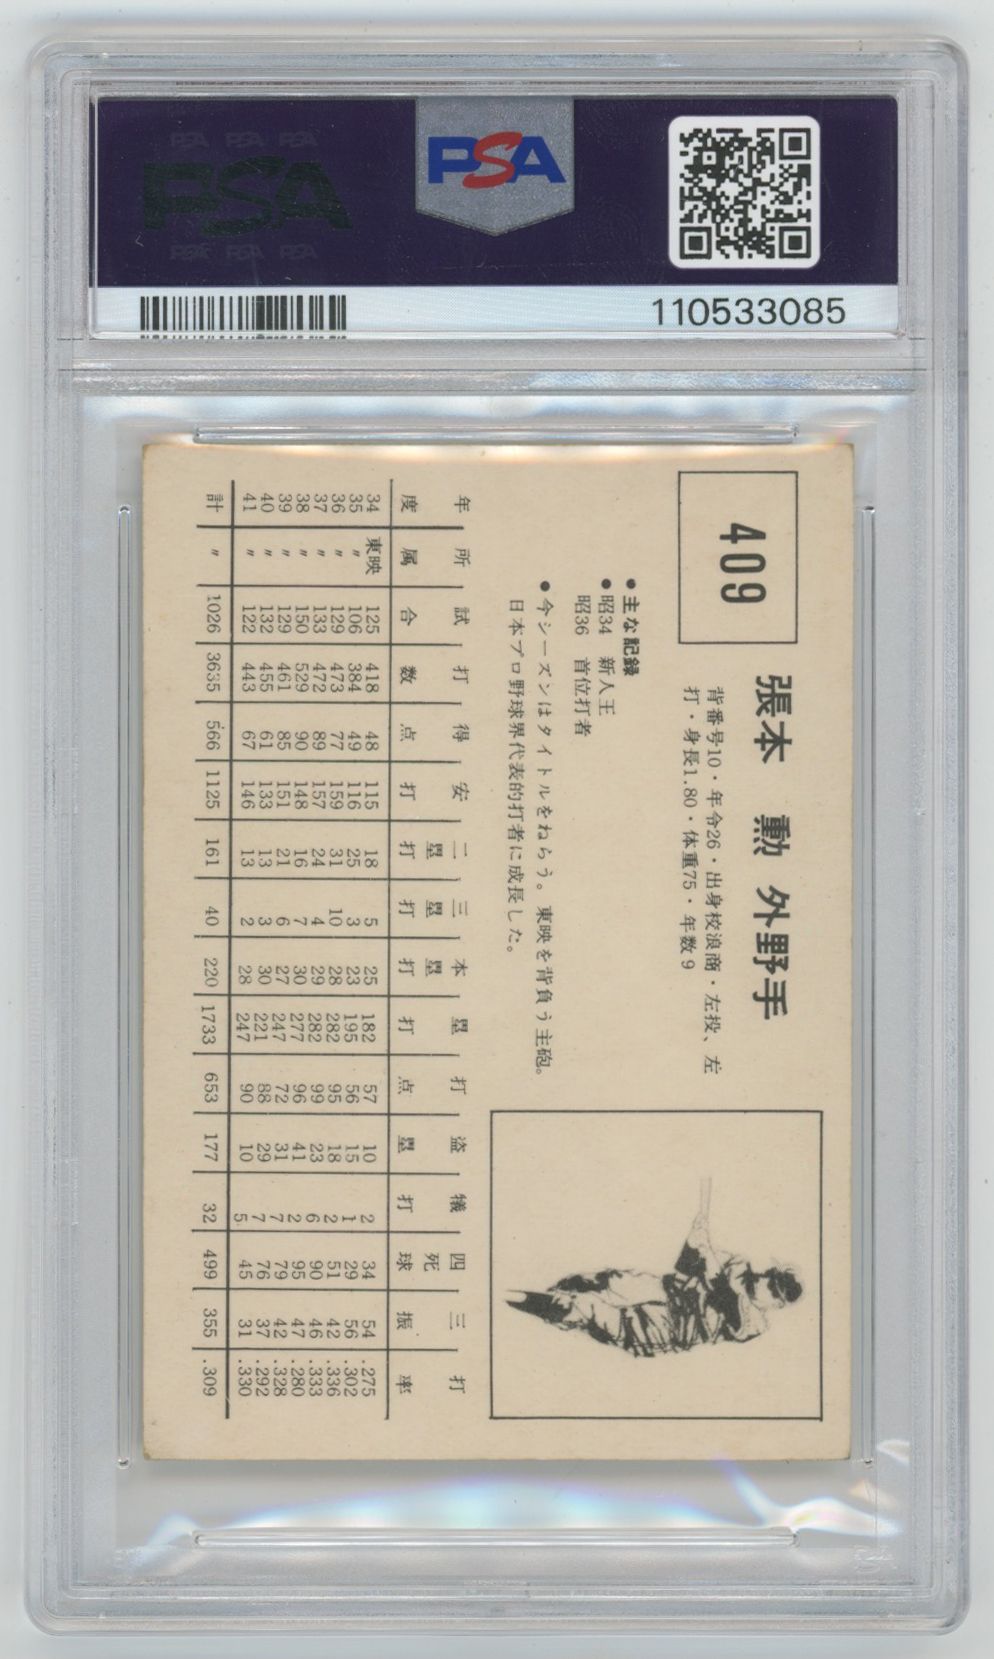 PSA PSA PSA
PSA
PSA PSA PSA
PSA
110533085
409
張本 勲 外野手
背番号10・年令26・出身校浪商・左投、左
打・身長1.80・体重75・年数9
●主な記録
●昭34 新人王
昭36 首位打者
●今シーズンはタイトルをねらう。東映を背負う主砲。
日本プロ野球界代表的打者に成長した。
年度 所属 試合 打数 得点 安打 二塁打 三塁打 本塁打 塁打 打点 盗塁 犠打 四死球 三振 打率
34 東映 125 418 48 115 18 5 25 182 57 10 2 34 54 .275
35 〃 106 384 49 116 25 3 23 195 56 15 1 29 56 .302
36 〃 129 473 77 159 31 10 28 282 95 18 2 51 42 .336
37 〃 133 472 89 157 24 4 29 282 99 23 6 90 46 .333
38 〃 150 529 90 148 16 7 30 277 96 41 2 95 47 .280
39 〃 129 461 85 151 21 6 27 247 72 31 7 79 42 .328
40 〃 132 455 61 133 13 3 30 221 88 29 7 76 37 .292
41 〃 122 443 67 146 13 2 28 247 90 10 5 45 31 .330
計 〃 1026 3635 566 1125 161 40 220 1733 653 177 32 499 355 .309